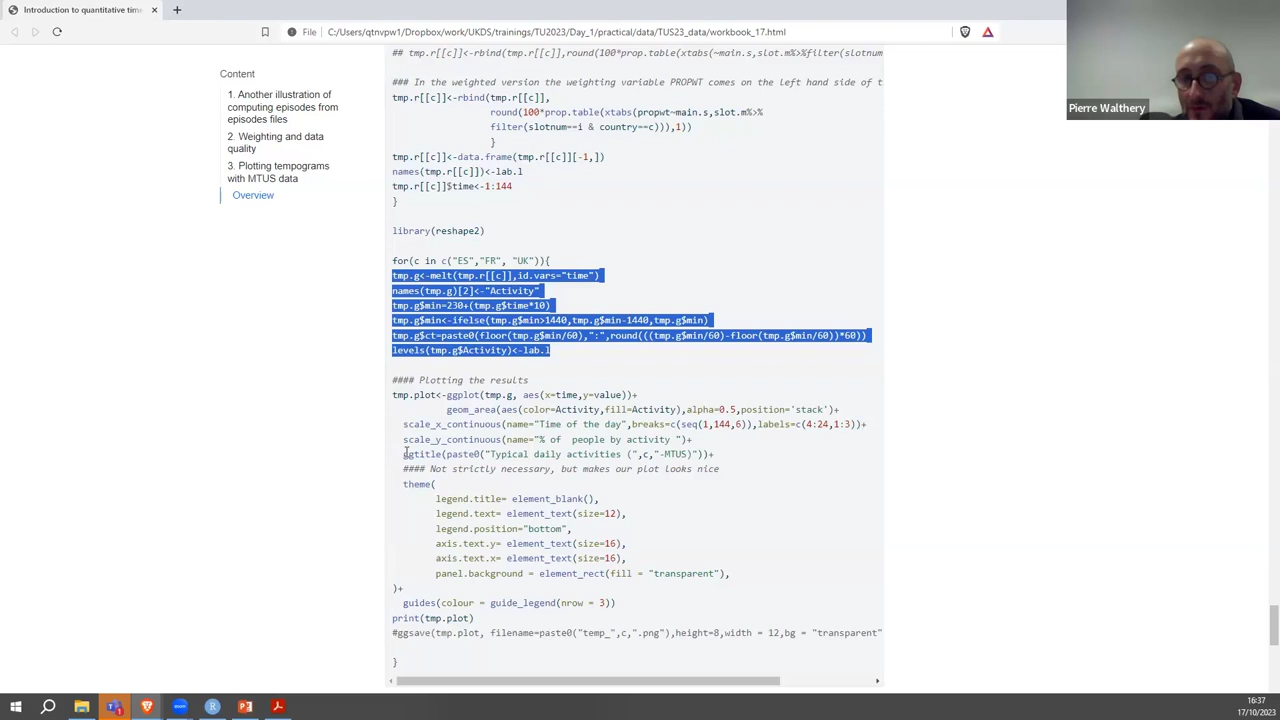 Introduction to quantitative tim
File
C:/Users/qtnvpw1/Dropbox/work/UKDS/trainings/TU2023/Day_1/practical/data/TUS23_data/workbook_17.html
Pierre Walthery
Content
1. Another illustration of
computing episodes from
episodes files
2. Weighting and data
quality
3. Plotting tempograms
with MTUS data
Overview
## tmp.r[[c]]<-rbind(tmp.r[[c]],round(100*prop.table(xtabs(~main.s,slot.m%>%filter(slotnum
### In the weighted version the weighting variable PROPWT comes on the left hand side of t
tmp.r[[c]]<-rbind(tmp.r[[c]],
round(100*prop.table(xtabs(propwt~main.s,slot.m%>%
filter(slotnum==i & country==c))),1))
}
tmp.r[[c]]<-data.frame(tmp.r[[c]][-1,])
names(tmp.r[[c]])<-lab.l
tmp.r[[c]]$time<-1:144
}
library(reshape2)
for(c in c("ES","FR", "UK")){
tmp.g<-melt(tmp.r[[c]],id.vars="time")
names(tmp.g)[2]<-"Activity"
tmp.g$min=230+(tmp.g$time*10)
tmp.g$min<-ifelse(tmp.g$min>1440,tmp.g$min-1440,tmp.g$min)
tmp.g$ct=paste0(floor(tmp.g$min/60),":",round(((tmp.g$min/60)-floor(tmp.g$min/60))*60))
levels(tmp.g$Activity)<-lab.l
#### Plotting the results
tmp.plot<-ggplot(tmp.g, aes(x=time,y=value))+
geom_area(aes(color=Activity,fill=Activity),alpha=0.5,position='stack')+
scale_x_continuous(name="Time of the day",breaks=c(seq(1,144,6)),labels=c(4:24,1:3))+
scale_y_continuous(name="% of  people by activity ")+
ggtitle(paste0("Typical daily activities (",c,"-MTUS)"))+
#### Not strictly necessary, but makes our plot looks nice
theme(
legend.title= element_blank(),
legend.text= element_text(size=12),
legend.position="bottom",
axis.text.y= element_text(size=16),
axis.text.x= element_text(size=16),
panel.background = element_rect(fill = "transparent"),
)+
guides(colour = guide_legend(nrow = 3))
print(tmp.plot)
#ggsave(tmp.plot, filename=paste0("temp_",c,".png"),height=8,width = 12,bg = "transparent"
}
16:37
17/10/2023